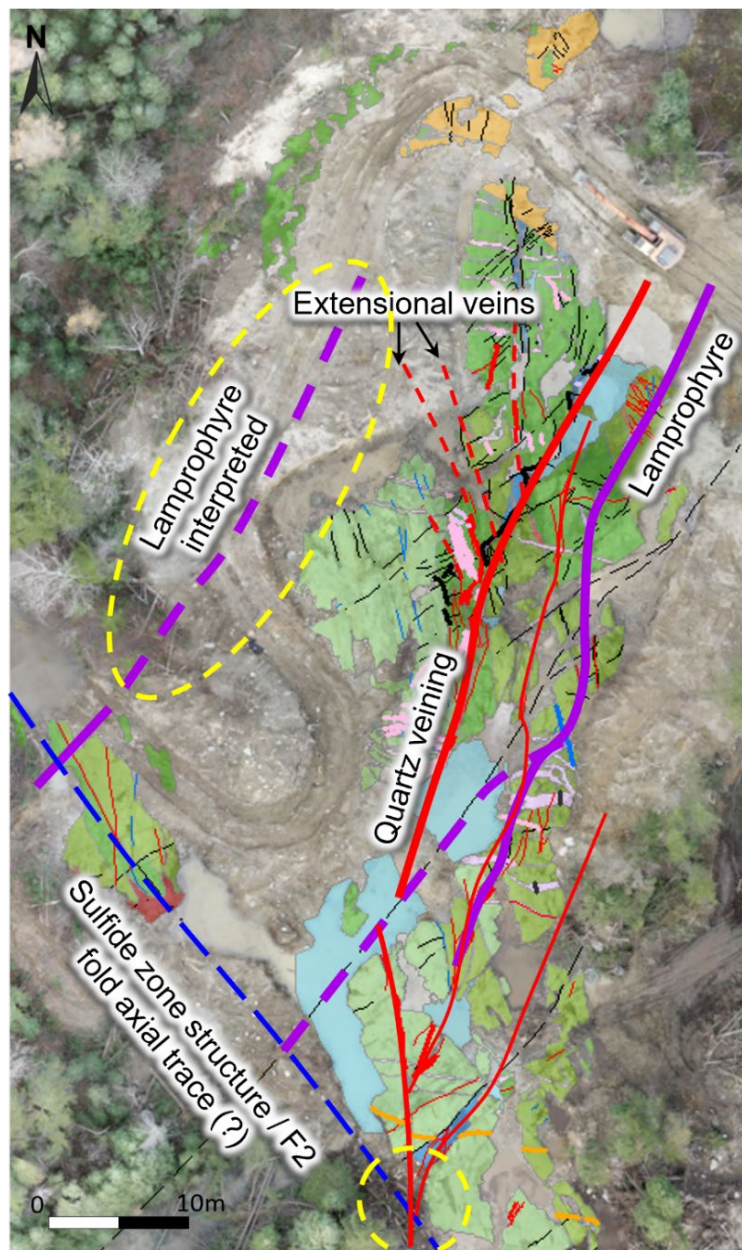 N
Extensional veins
Lamprophyre
interpreted
Lamprophyre
Quartz veining
Sulfide zone structure / F2
fold axial trace (?)
0 10m